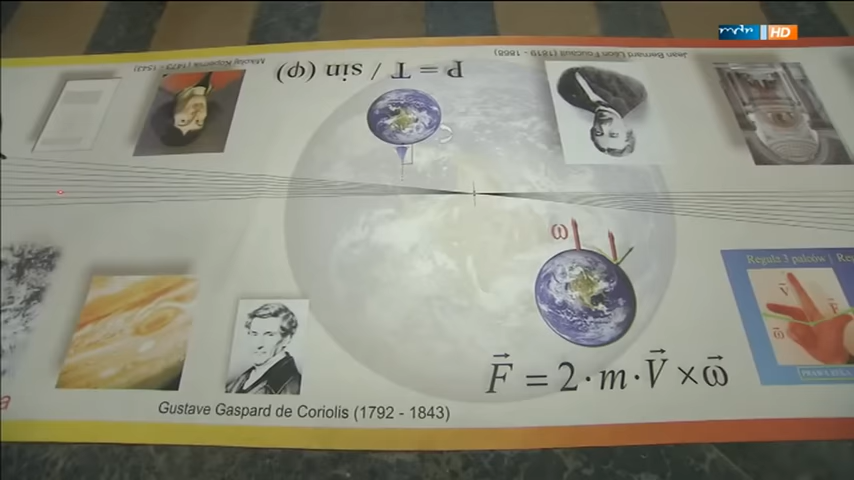 mdr HD
Jean Bernard Léon Foucault (1819 - 1868)
Mikołaj Kopernik (1473 - 1543)
P = T / sin (φ)
ω
Reguła 3 palców
V
F
ω
F = 2·m·V×ω
Gustave Gaspard de Coriolis (1792 - 1843)